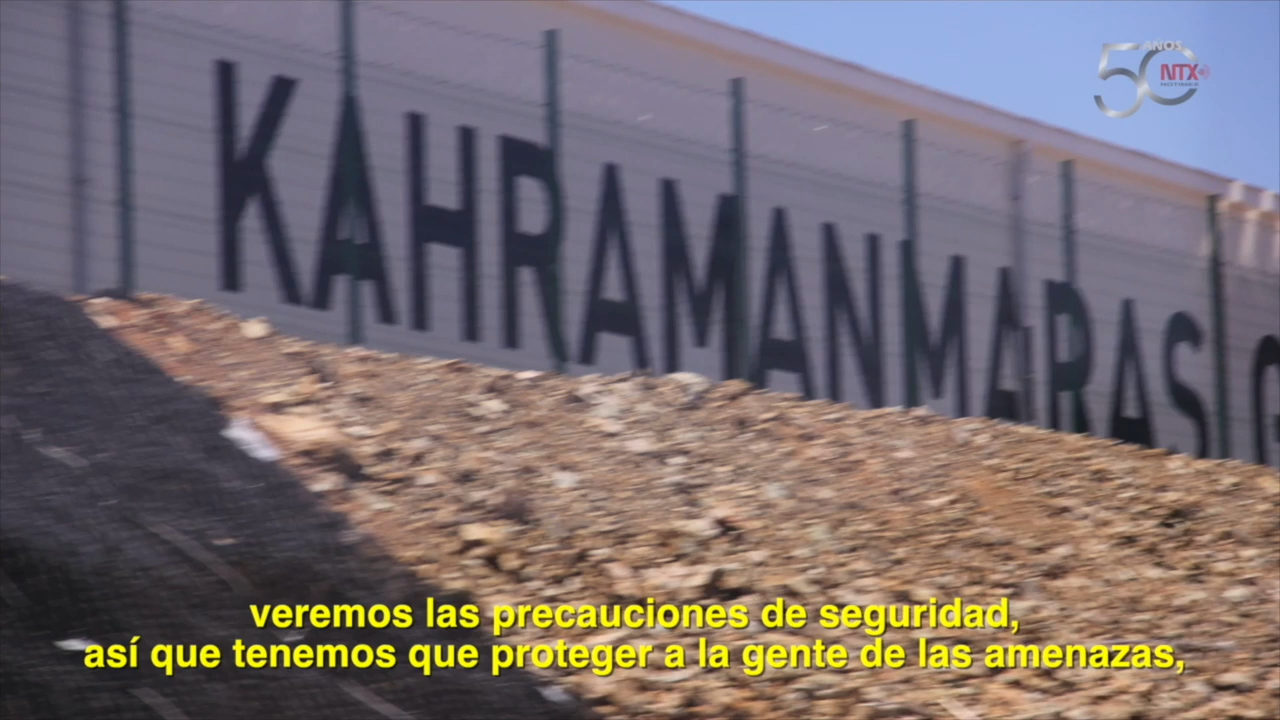 AÑOS
50
NTX
KAHRAMANMARAS G
veremos las precauciones de seguridad,
así que tenemos que proteger a la gente de las amenazas,